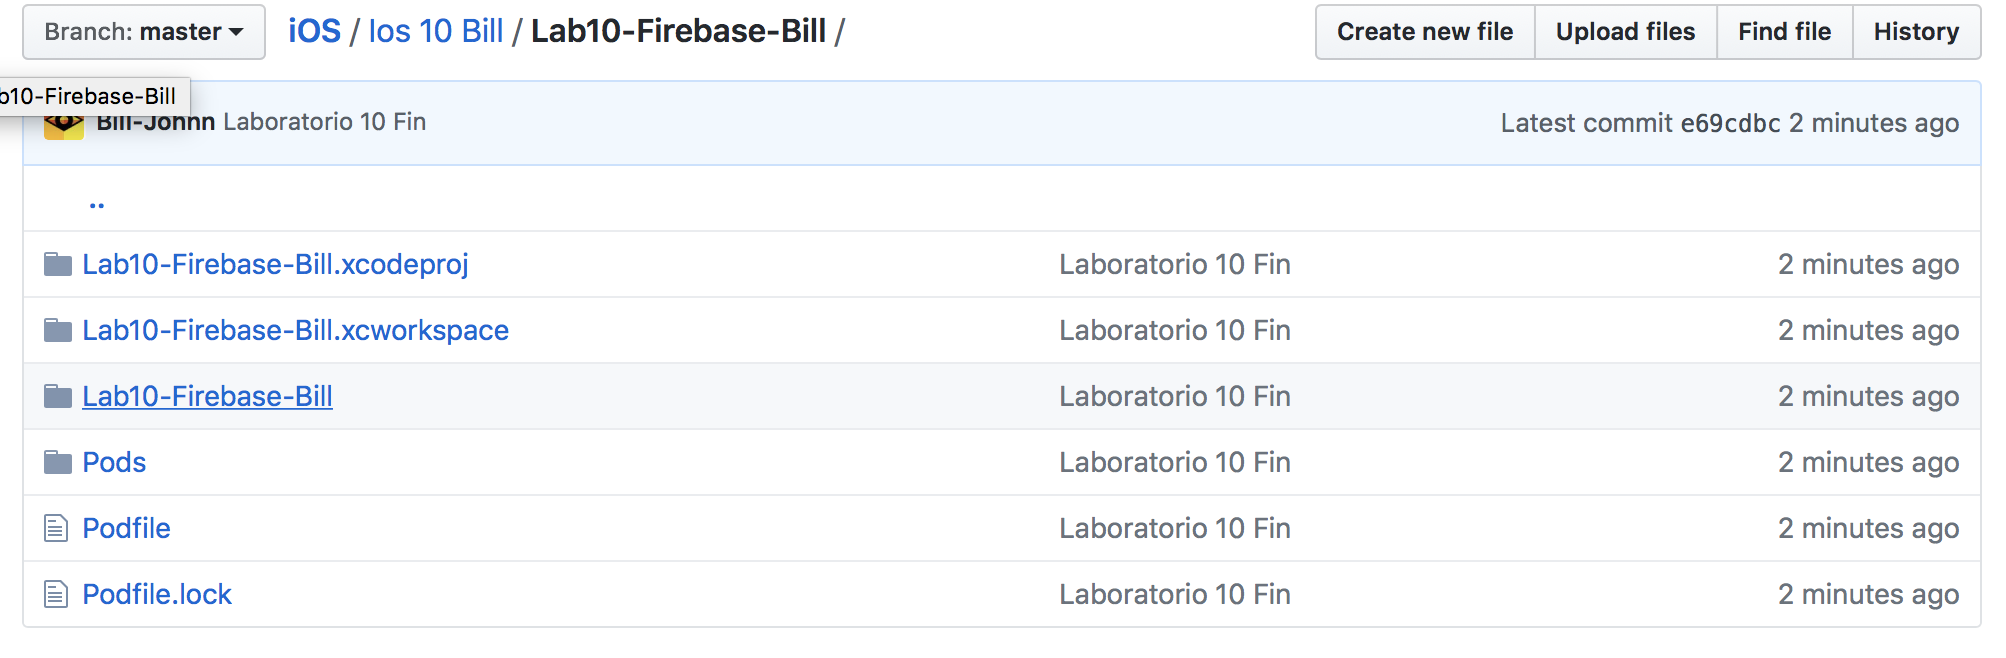 Branch: master iOS / Ios 10 Bill / Lab10-Firebase-Bill / Create new file Upload files Find file History
b10-Firebase-Bill
Bill-Johnn Laboratorio 10 Fin Latest commit e69cdbc 2 minutes ago
..
Lab10-Firebase-Bill.xcodeproj Laboratorio 10 Fin 2 minutes ago
Lab10-Firebase-Bill.xcworkspace Laboratorio 10 Fin 2 minutes ago
Lab10-Firebase-Bill Laboratorio 10 Fin 2 minutes ago
Pods Laboratorio 10 Fin 2 minutes ago
Podfile Laboratorio 10 Fin 2 minutes ago
Podfile.lock Laboratorio 10 Fin 2 minutes ago